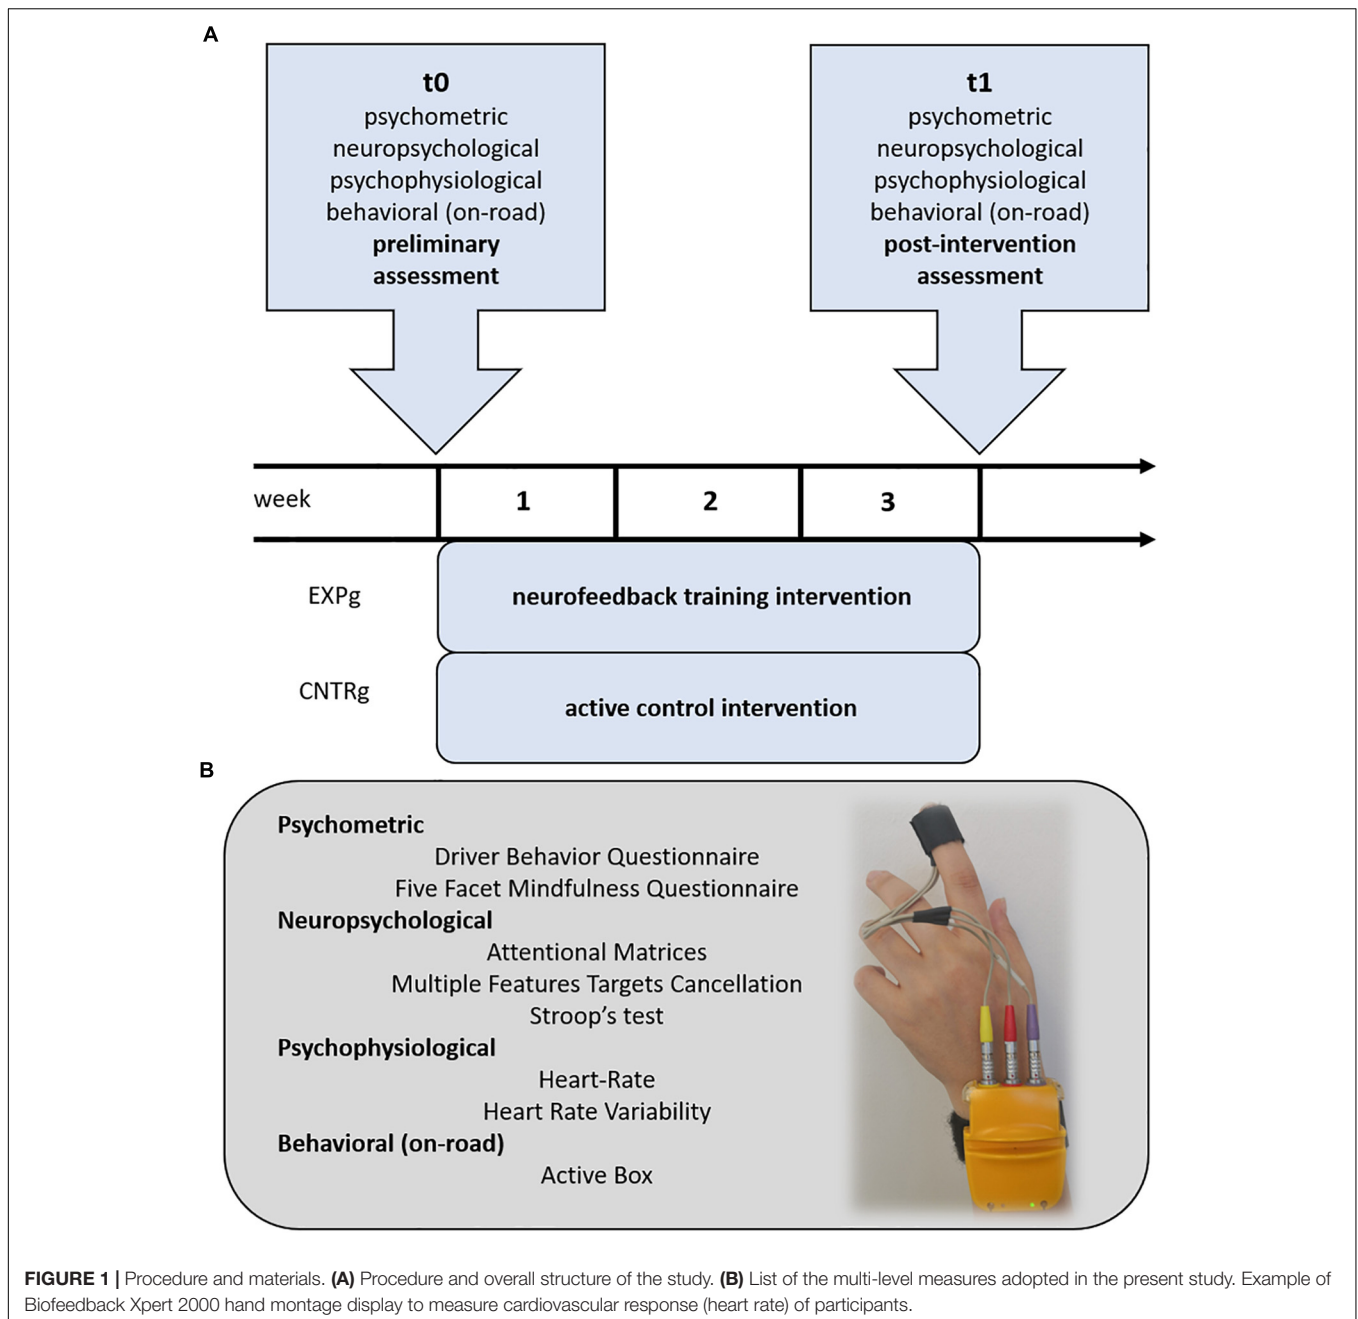 A
t0
psychometric
neuropsychological
psychophysiological
behavioral (on-road)
preliminary
assessment
t1
psychometric
neuropsychological
psychophysiological
behavioral (on-road)
post-intervention
assessment
week
1
2
3
EXPg
neurofeedback training intervention
CNTRg
active control intervention
B
Psychometric
Driver Behavior Questionnaire
Five Facet Mindfulness Questionnaire
Neuropsychological
Attentional Matrices
Multiple Features Targets Cancellation
Stroop’s test
Psychophysiological
Heart-Rate
Heart Rate Variability
Behavioral (on-road)
Active Box
FIGURE 1 | Procedure and materials. (A) Procedure and overall structure of the study. (B) List of the multi-level measures adopted in the present study. Example of
Biofeedback Xpert 2000 hand montage display to measure cardiovascular response (heart rate) of participants.